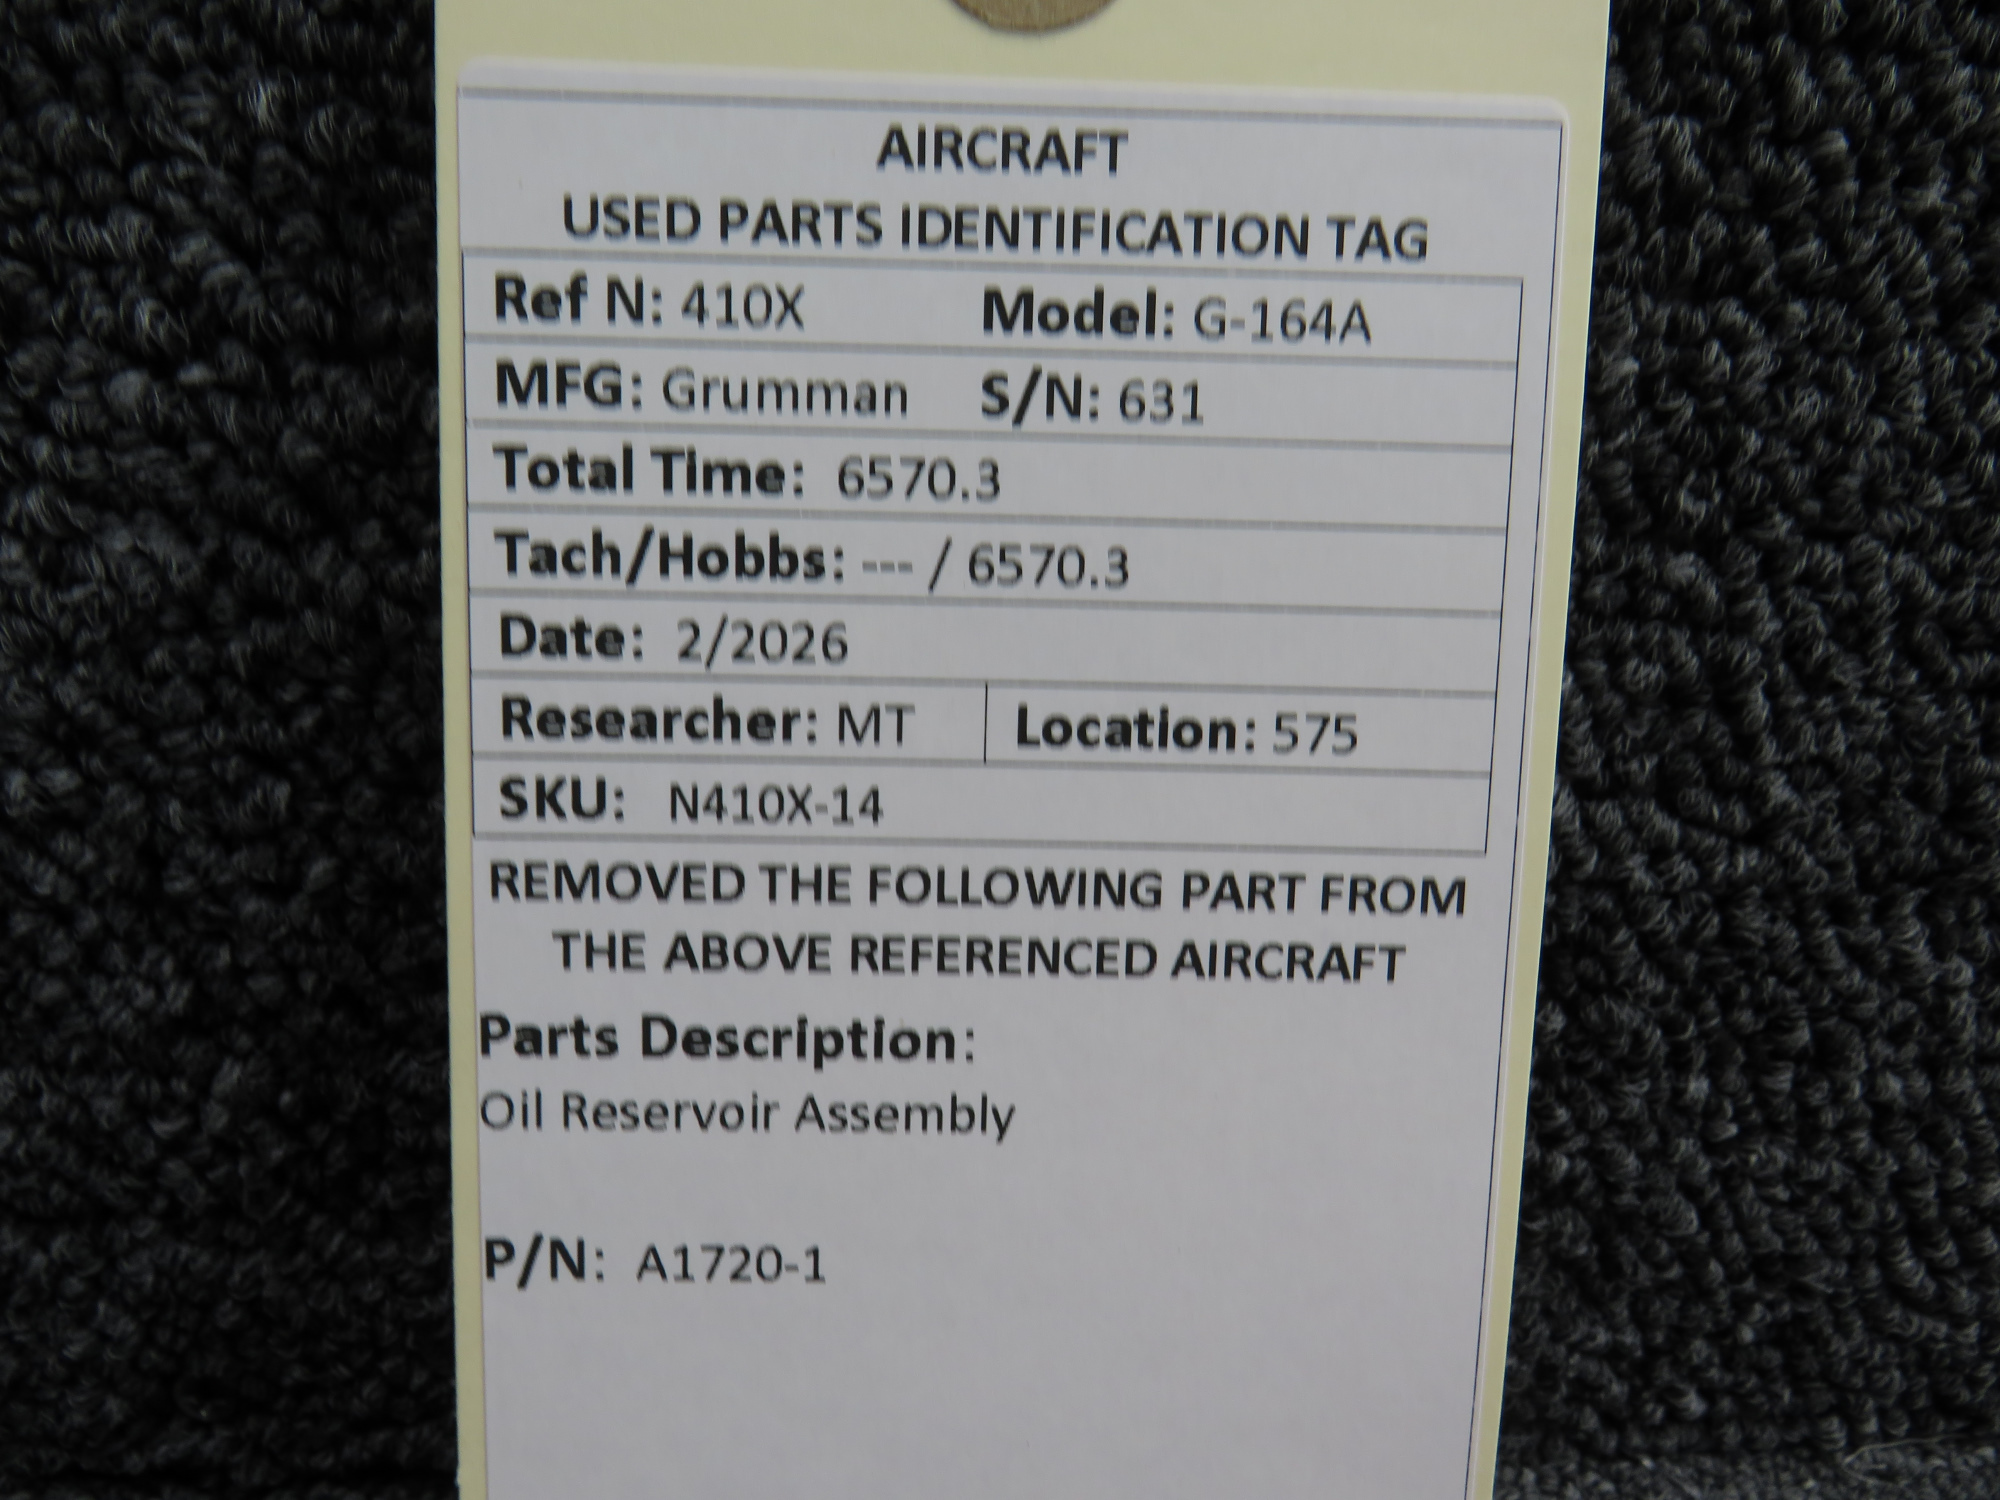 AIRCRAFT
USED PARTS IDENTIFICATION TAG
Ref N: 410X Model: G-164A
MFG: Grumman S/N: 631
Total Time: 6570.3
Tach/Hobbs: --- / 6570.3
Date: 2/2026
Researcher: MT Location: 575
SKU: N410X-14
REMOVED THE FOLLOWING PART FROM
THE ABOVE REFERENCED AIRCRAFT
Parts Description:
Oil Reservoir Assembly
P/N: A1720-1